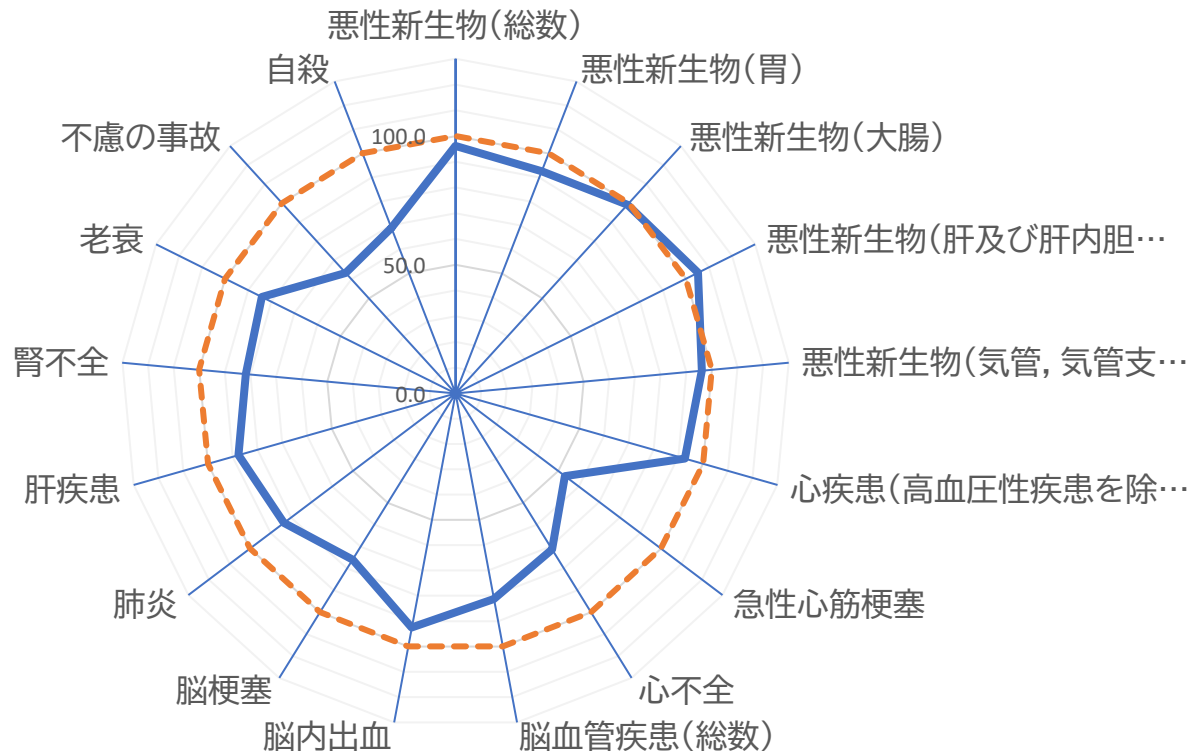 悪性新生物(総数)
悪性新生物(胃)
悪性新生物(大腸)
悪性新生物(肝及び肝内胆…
悪性新生物(気管, 気管支…
心疾患(高血圧性疾患を除…
急性心筋梗塞
心不全
脳血管疾患(総数)
脳内出血
脳梗塞
肺炎
肝疾患
腎不全
老衰
不慮の事故
自殺
100.0
50.0
0.0